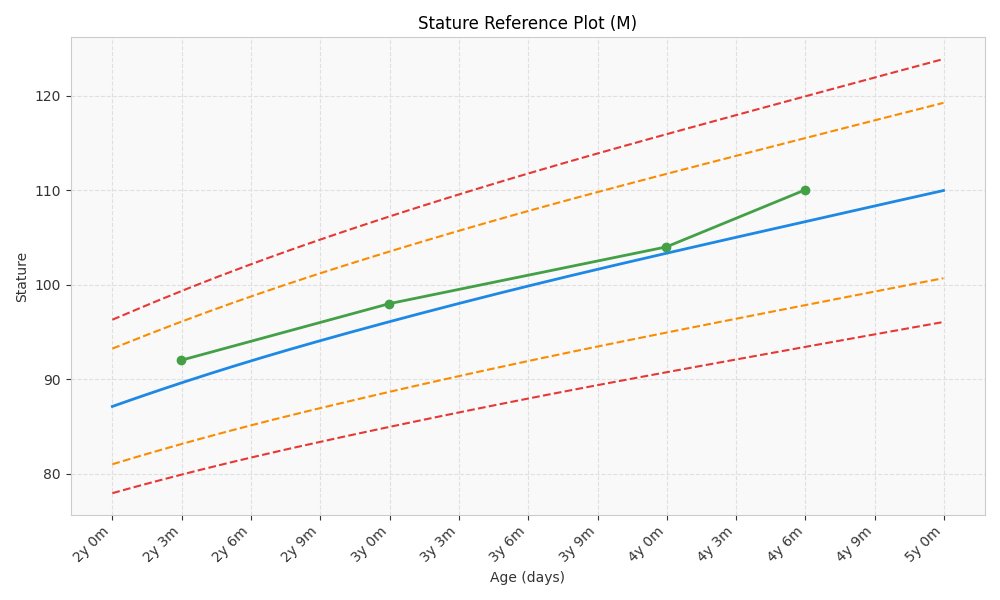 Stature Reference Plot (M)
Stature
120
110
100
90
80
2y 0m
2y 3m
2y 6m
2y 9m
3y 0m
3y 3m
3y 6m
3y 9m
4y 0m
4y 3m
4y 6m
4y 9m
5y 0m
Age (days)